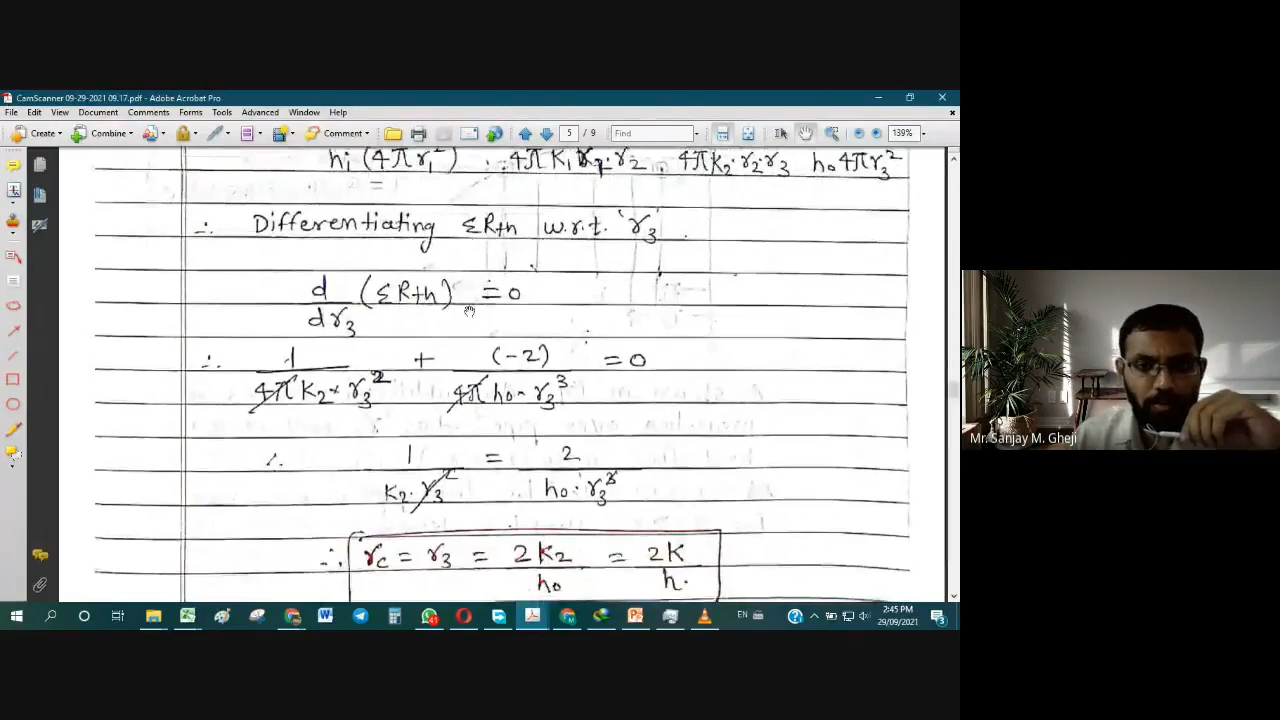 CamScanner 09-29-2021 09.17.pdf - Adobe Acrobat Pro
File Edit View Document Comments Forms Tools Advanced Window Help
Create Combine Comment 5 / 9 Find 139%
hi (4πr₁²) 4πK₁ r₂ 4πK₂·r₂·r₃ ho 4πr₃²
∴ Differentiating ΣRth w.r.t. 'r₃'.
d/dr₃ (ΣRth) = 0
∴ 1/(4πK₂·r₃²) + (-2)/(4πho·r₃³) = 0
∴ 1/(K₂·r₃²) = 2/(ho·r₃³)
∴ rc = r₃ = 2K₂/ho = 2K/h.
Mr. Sanjay M. Gheji
41
EN
2:45 PM
29/09/2021
3